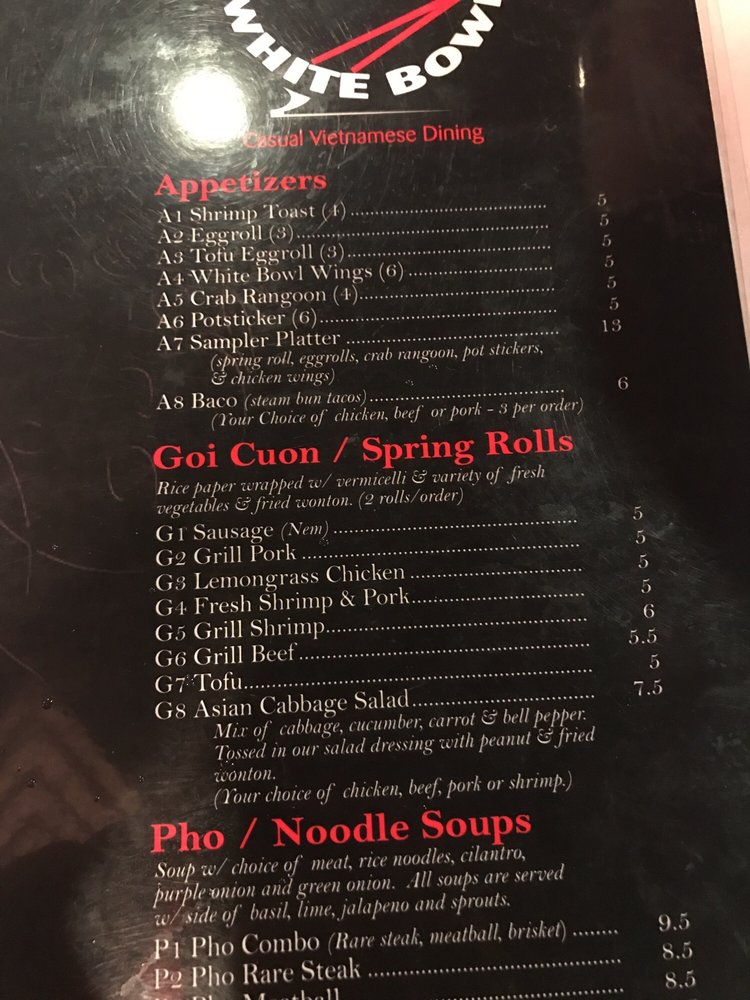 WHITE BOWL
Casual Vietnamese Dining
Appetizers
A1 Shrimp Toast (4) 5
A2 Eggroll (3) 5
A3 Tofu Eggroll (3) 5
A4 White Bowl Wings (6) 5
A5 Crab Rangoon (4) 5
A6 Potsticker (6) 5
A7 Sampler Platter 13
(spring roll, eggrolls, crab rangoon, pot stickers,
& chicken wings)
A8 Baco (steam bun tacos) 6
(Your Choice of chicken, beef or pork - 3 per order)
Goi Cuon / Spring Rolls
Rice paper wrapped w/ vermicelli & variety of fresh
vegetables & fried wonton. (2 rolls/order)
G1 Sausage (Nem) 5
G2 Grill Pork 5
G3 Lemongrass Chicken 5
G4 Fresh Shrimp & Pork 5
G5 Grill Shrimp 6
G6 Grill Beef 5.5
G7 Tofu 5
G8 Asian Cabbage Salad 7.5
Mix of cabbage, cucumber, carrot & bell pepper.
Tossed in our salad dressing with peanut & fried
wonton.
(Your choice of chicken, beef, pork or shrimp.)
Pho / Noodle Soups
Soup w/ choice of meat, rice noodles, cilantro,
purple onion and green onion. All soups are served
w/ side of basil, lime, jalapeno and sprouts.
P1 Pho Combo (Rare steak, meatball, brisket) 9.5
P2 Pho Rare Steak 8.5
Pho Meatball 8.5